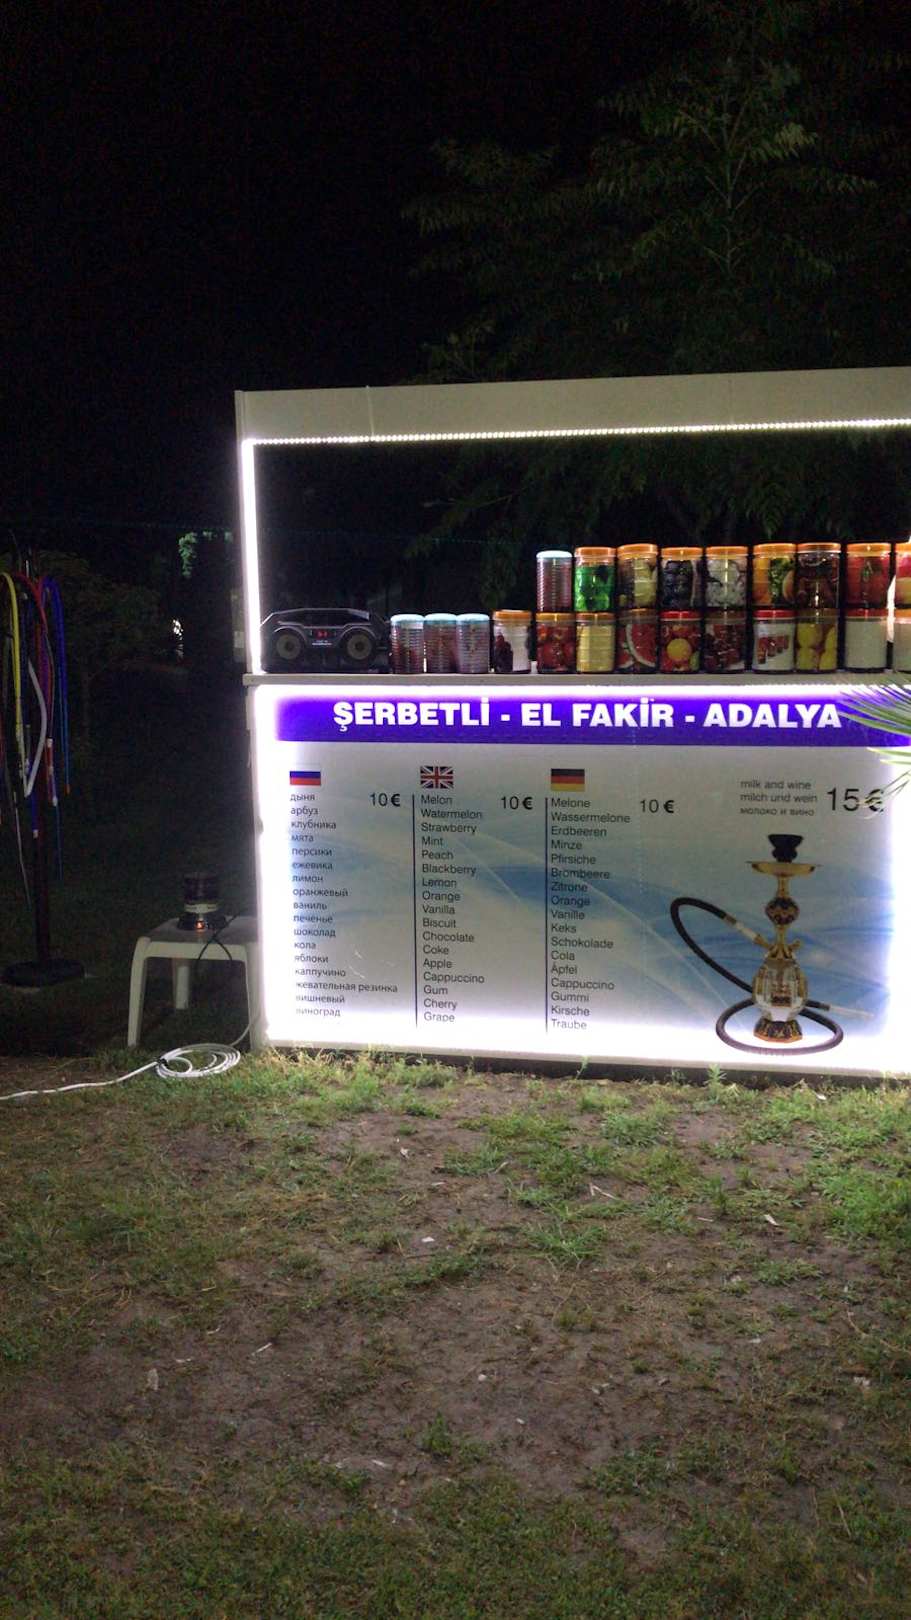 ŞERBETLİ - EL FAKİR - ADALYA
дыня
арбуз
клубника
мята
персики
ежевика
лимон
оранжевый
ваниль
печенье
шоколад
кола
яблоки
каппучино
жевательная резинка
вишневый
виноград
10 €
Melon
Watermelon
Strawberry
Mint
Peach
Blackberry
Lemon
Orange
Vanilla
Biscuit
Chocolate
Coke
Apple
Cappuccino
Gum
Cherry
Grape
10 €
Melone
Wassermelone
Erdbeeren
Minze
Pfirsiche
Brombeere
Zitrone
Orange
Vanille
Keks
Schokolade
Cola
Äpfel
Cappuccino
Gummi
Kirsche
Traube
10 €
milk and wine
milch und wein
молоко и вино
15 €